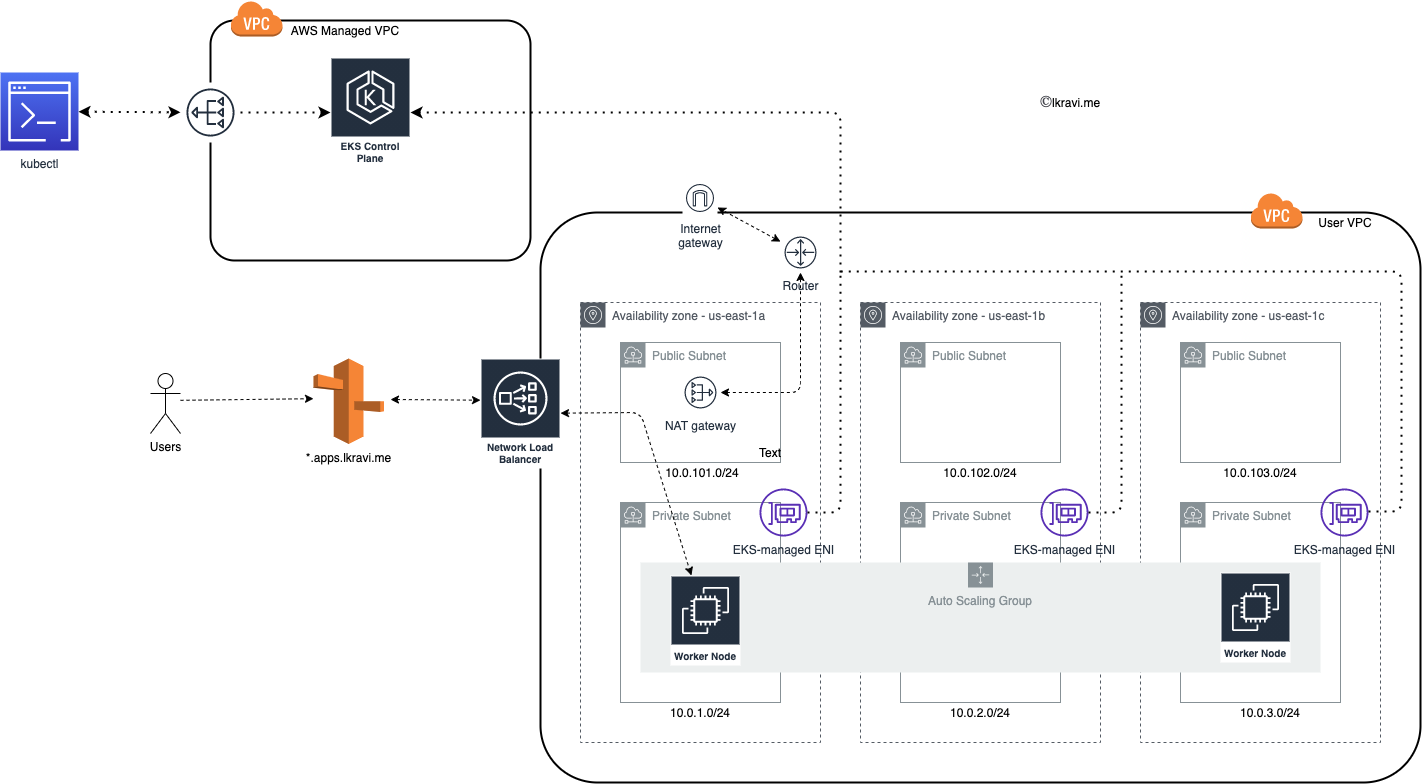 VPC
AWS Managed VPC
kubectl
EKS Control
Plane
©lkravi.me
VPC
User VPC
Internet
gateway
Router
Availability zone - us-east-1a
Availability zone - us-east-1b
Availability zone - us-east-1c
Public Subnet
Public Subnet
Public Subnet
NAT gateway
Users
*.apps.lkravi.me
Network Load
Balancer
Text
10.0.101.0/24
10.0.102.0/24
10.0.103.0/24
Private Subnet
Private Subnet
Private Subnet
EKS-managed ENI
EKS-managed ENI
EKS-managed ENI
Auto Scaling Group
Worker Node
Worker Node
10.0.1.0/24
10.0.2.0/24
10.0.3.0/24